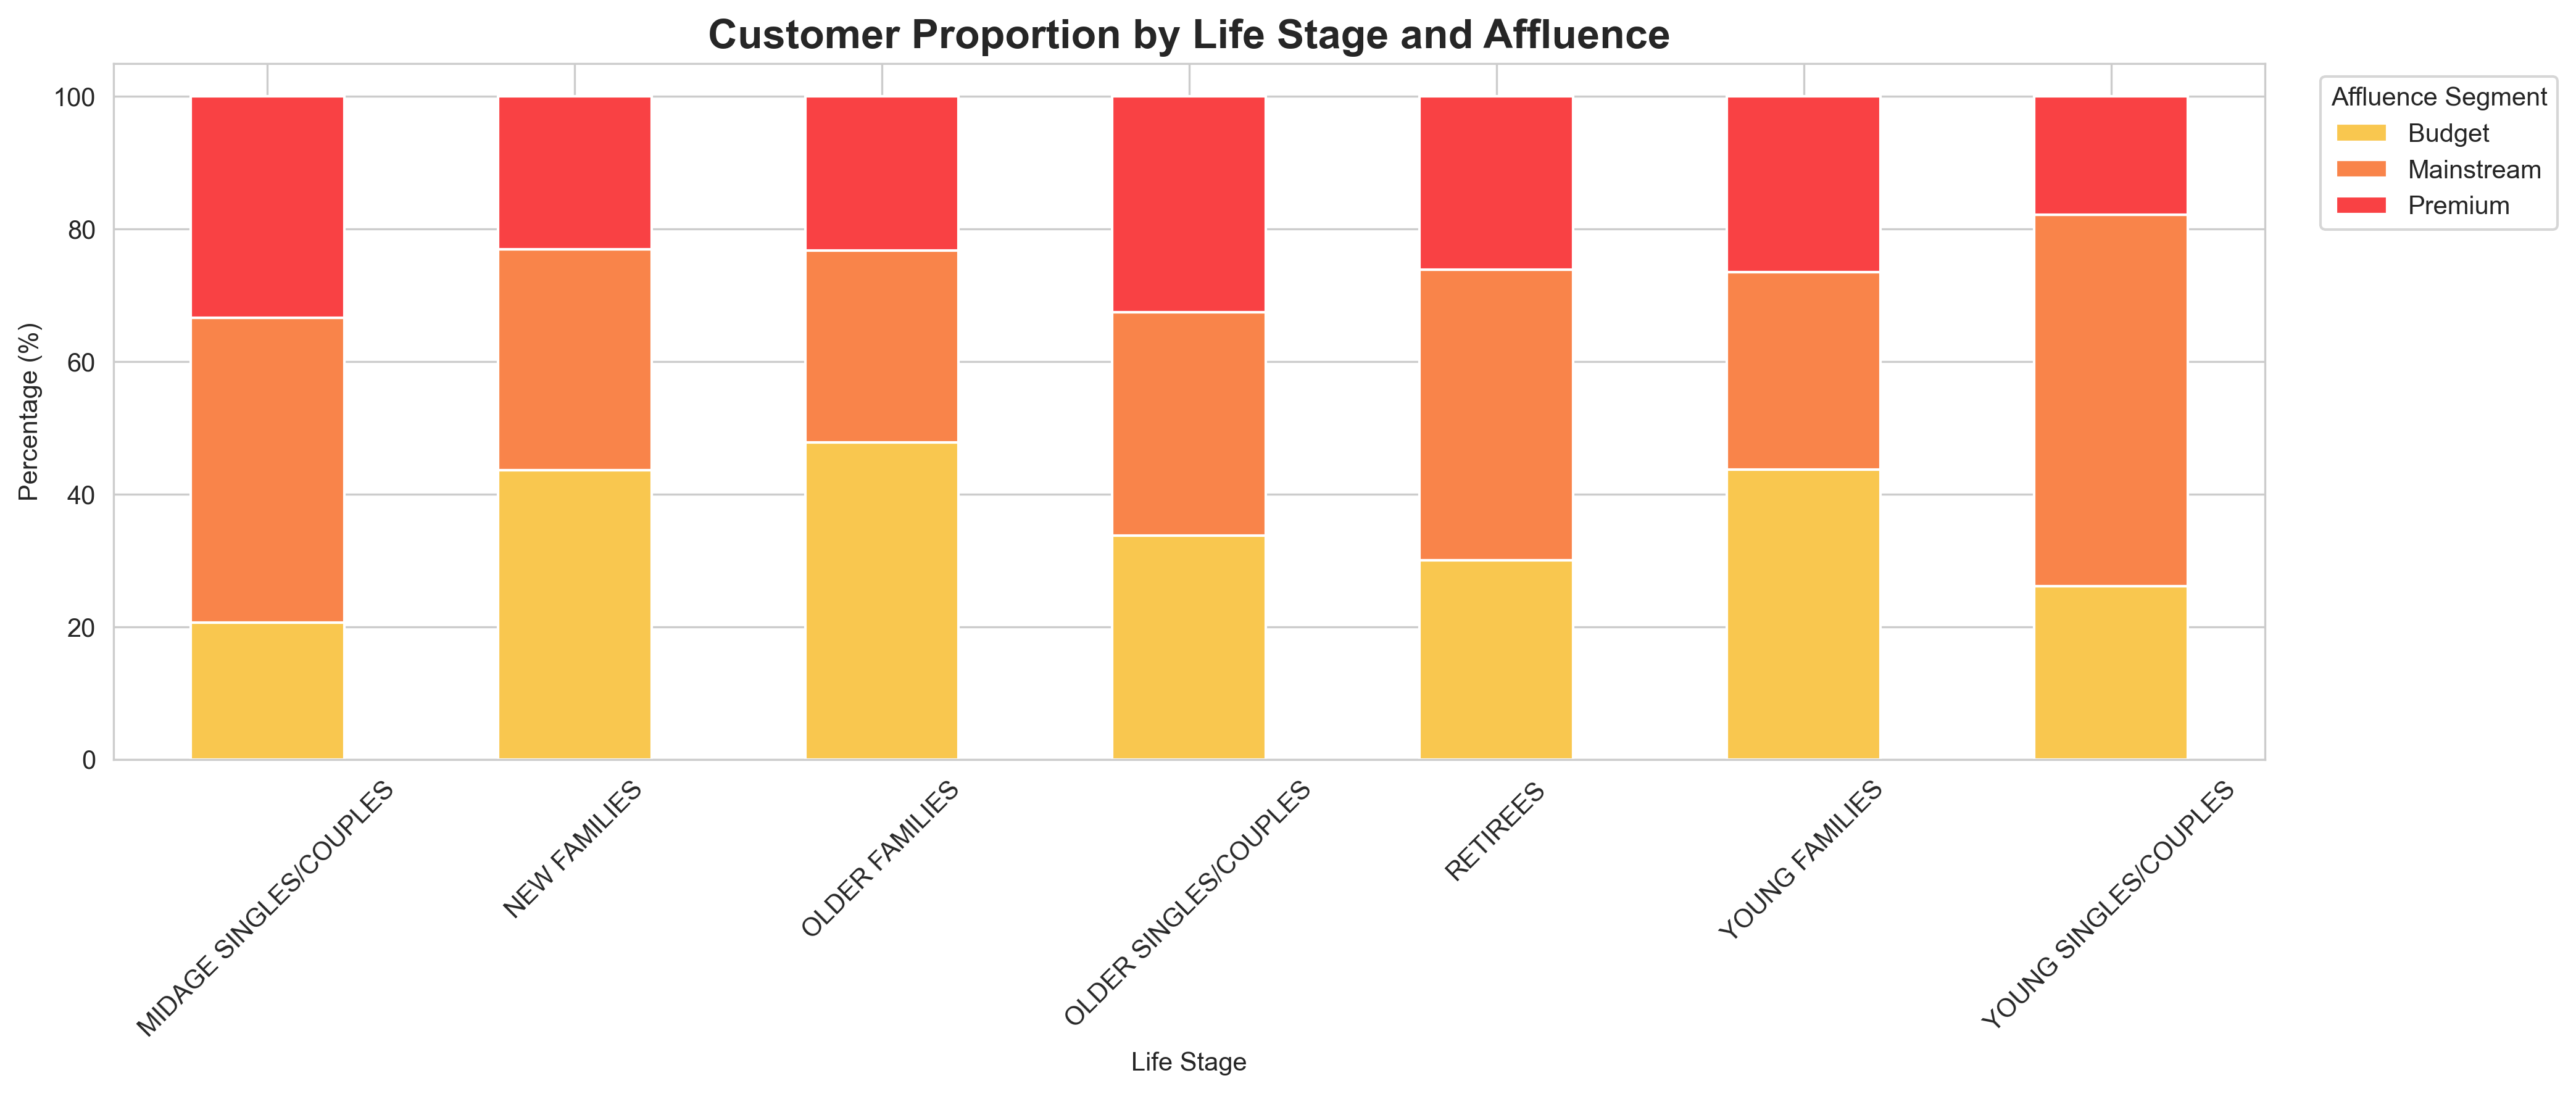 Customer Proportion by Life Stage and Affluence
Affluence Segment
Budget
Mainstream
Premium
Percentage (%)
100
80
60
40
20
0
MIDAGE SINGLES/COUPLES
NEW FAMILIES
OLDER FAMILIES
OLDER SINGLES/COUPLES
RETIREES
YOUNG FAMILIES
YOUNG SINGLES/COUPLES
Life Stage